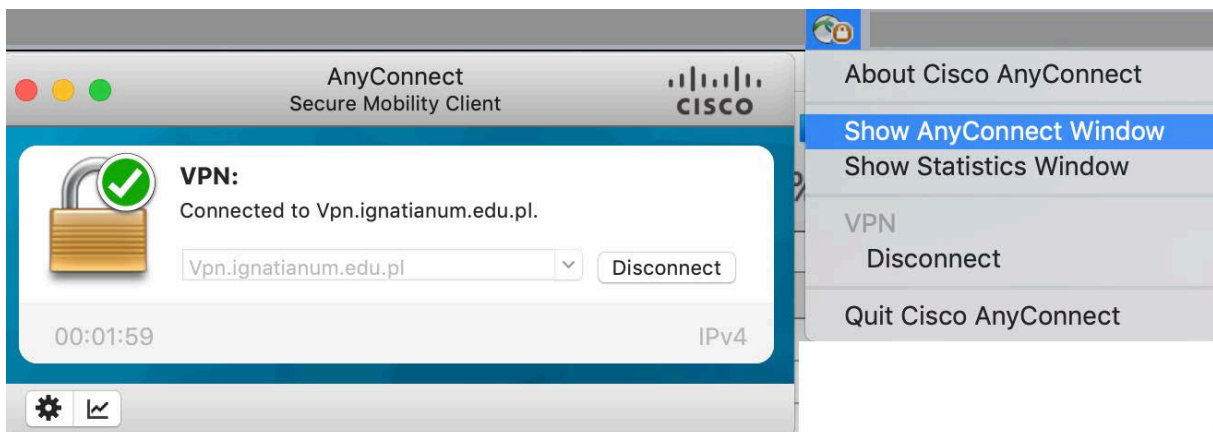 AnyConnect
Secure Mobility Client
CISCO
VPN:
Connected to Vpn.ignatianum.edu.pl.
Vpn.ignatianum.edu.pl
Disconnect
00:01:59
IPv4
About Cisco AnyConnect
Show AnyConnect Window
Show Statistics Window
VPN
Disconnect
Quit Cisco AnyConnect